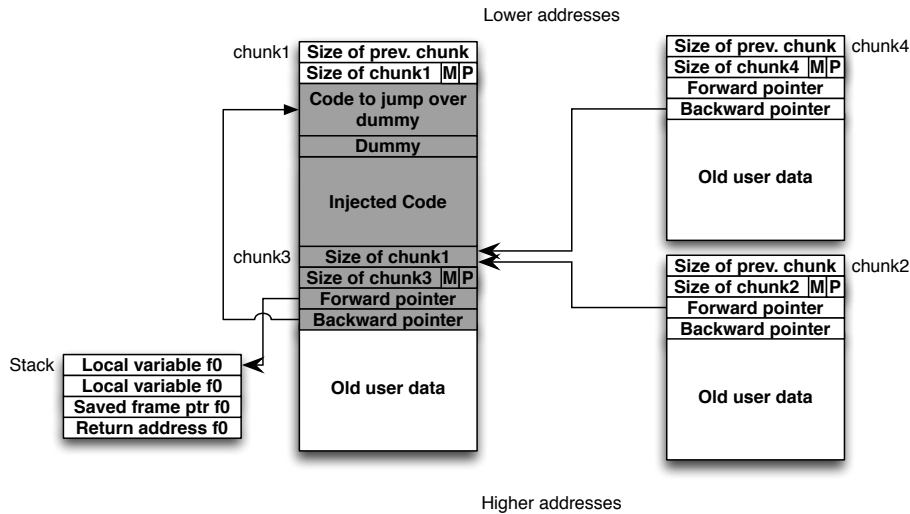 Lower addresses
chunk1
Size of prev. chunk
Size of chunk1 M P
Code to jump over
dummy
Dummy
Injected Code
chunk3
Size of chunk1
Size of chunk3 M P
Forward pointer
Backward pointer
Old user data
Stack
Local variable f0
Local variable f0
Saved frame ptr f0
Return address f0
Size of prev. chunk
chunk4
Size of chunk4 M P
Forward pointer
Backward pointer
Old user data
Size of prev. chunk
chunk2
Size of chunk2 M P
Forward pointer
Backward pointer
Old user data
Higher addresses